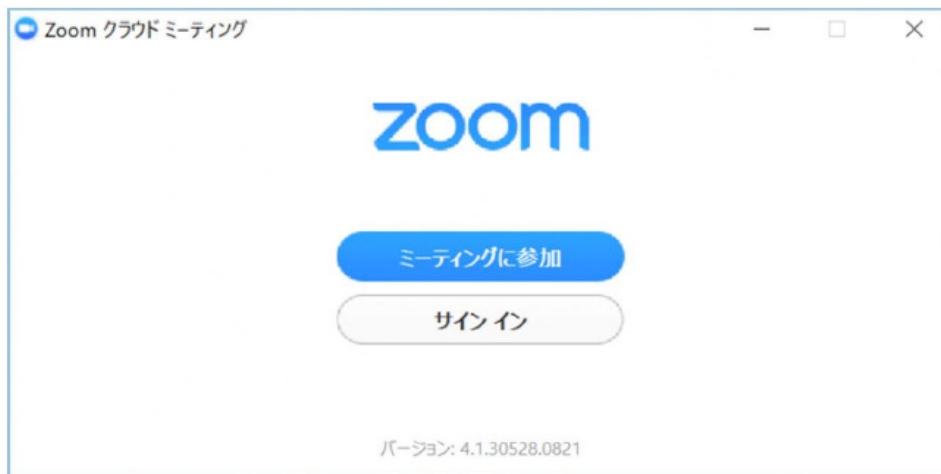 Zoom クラウド ミーティング
zoom
ミーティングに参加
サイン イン
バージョン: 4.1.30528.0821